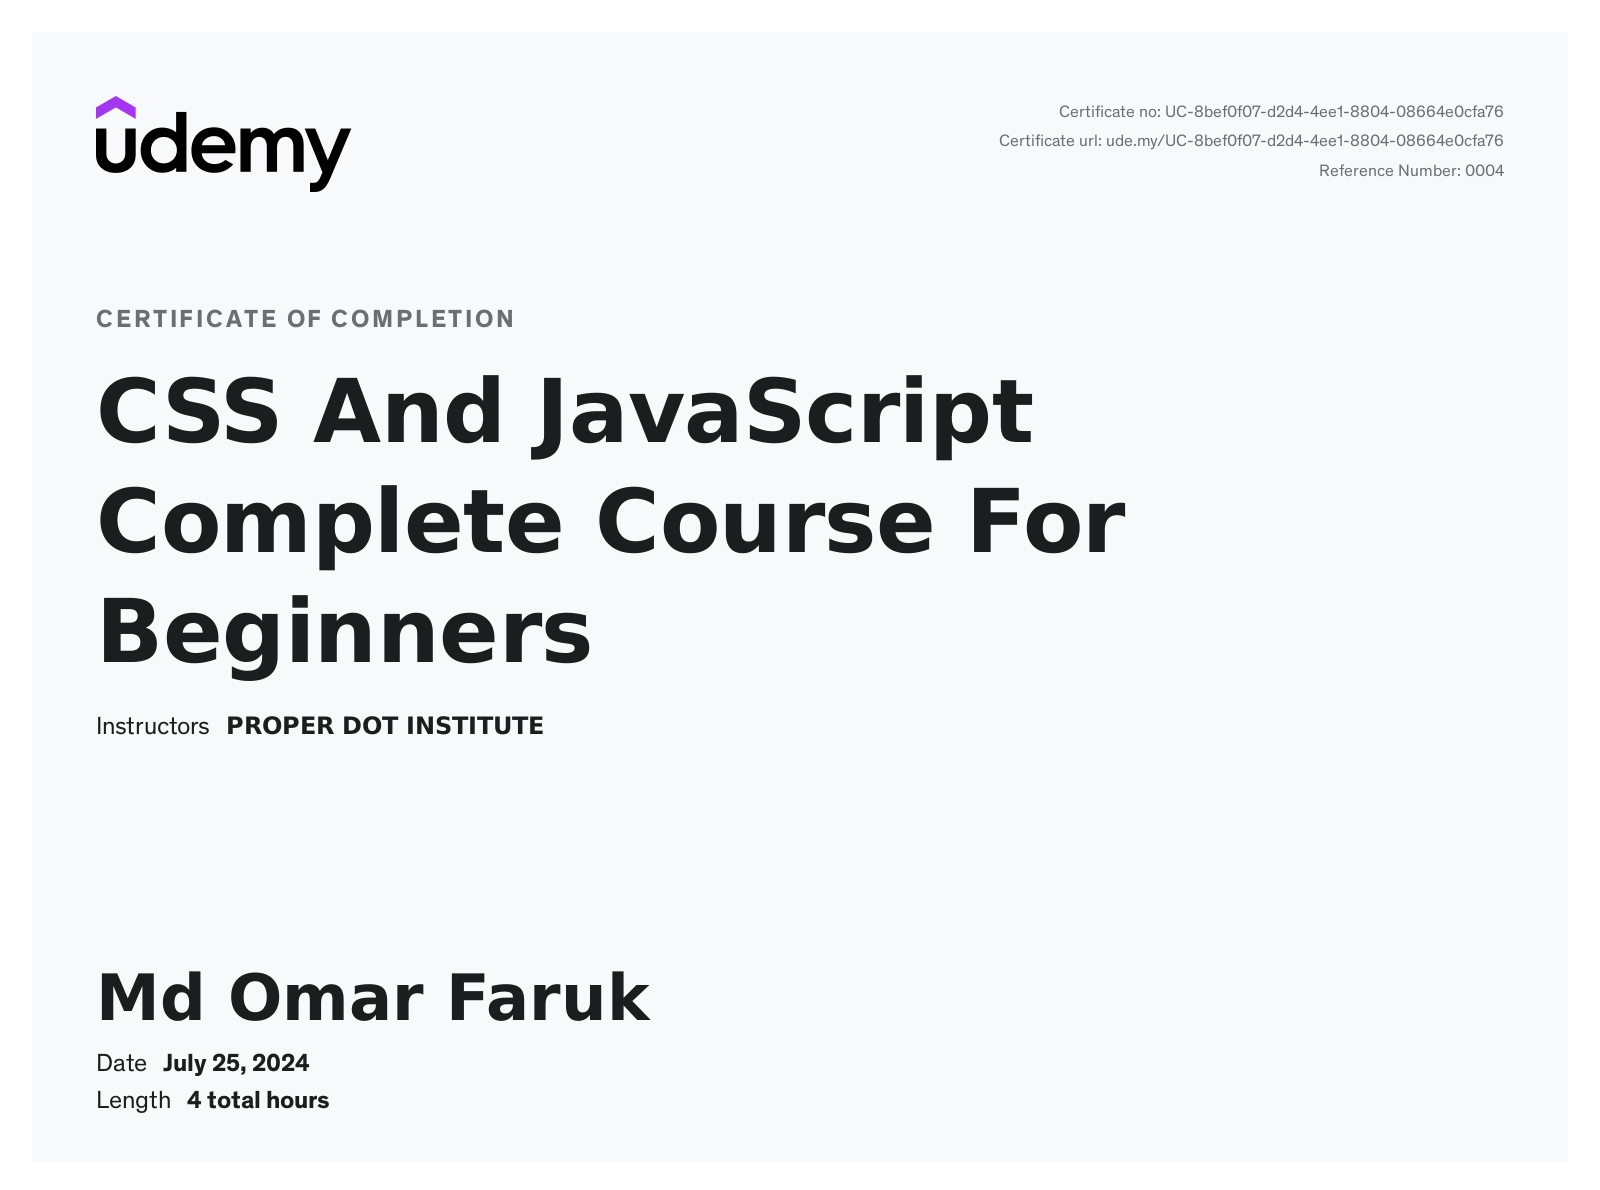 udemy
Certificate no: UC-8bef0f07-d2d4-4ee1-8804-08664e0cfa76
Certificate url: ude.my/UC-8bef0f07-d2d4-4ee1-8804-08664e0cfa76
Reference Number: 0004
CERTIFICATE OF COMPLETION
CSS And JavaScript
Complete Course For
Beginners
Instructors PROPER DOT INSTITUTE
Md Omar Faruk
Date July 25, 2024
Length 4 total hours